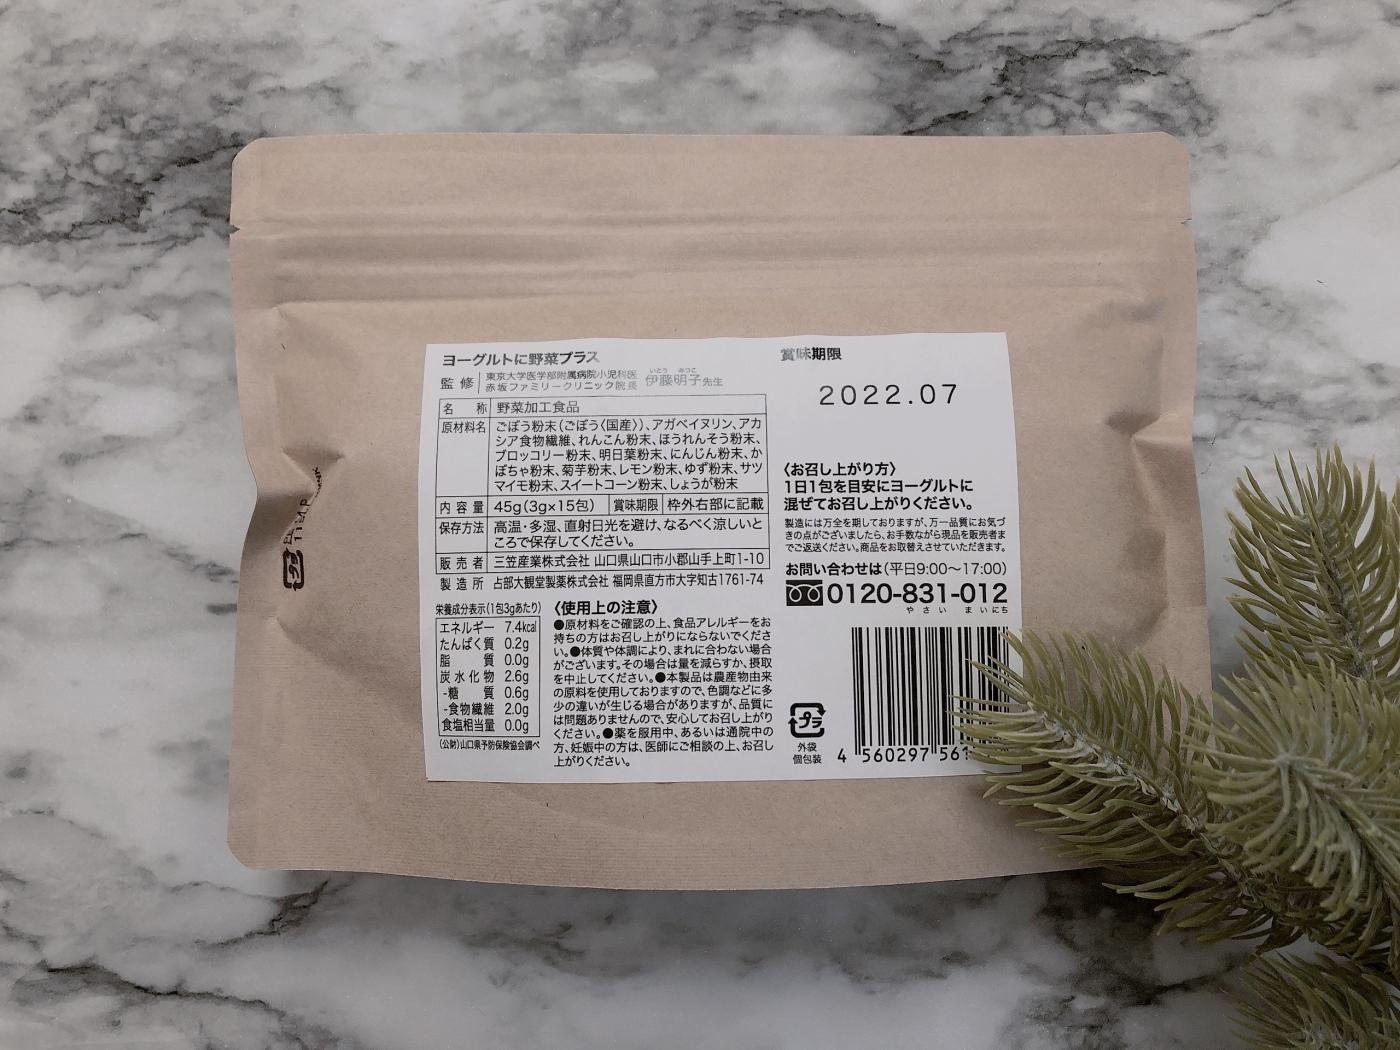 ヨーグルトに野菜プラス
監修 東京大学医学部附属病院小児科医
赤坂ファミリークリニック院長 伊藤明子先生
いとう みつこ
名称 野菜加工食品
原材料名 ごぼう粉末(ごぼう〈国産〉)、アガベイヌリン、アカ
シア食物繊維、れんこん粉末、ほうれんそう粉末、
ブロッコリー粉末、明日葉粉末、にんじん粉末、か
ぼちゃ粉末、菊芋粉末、レモン粉末、ゆず粉末、サツ
マイモ粉末、スイートコーン粉末、しょうが粉末
内容量 45g(3g×15包) 賞味期限 枠外右部に記載
保存方法 高温・多湿、直射日光を避け、なるべく涼しいと
ころで保存してください。
販売者 三笠産業株式会社 山口県山口市小郡山手上町1-10
製造所 占部大観堂製薬株式会社 福岡県直方市大字知古1761-74
栄養成分表示(1包3gあたり)
エネルギー 7.4kcal
たんぱく質 0.2g
脂質 0.0g
炭水化物 2.6g
-糖質 0.6g
-食物繊維 2.0g
食塩相当量 0.0g
(公財)山口県予防保険協会調べ
〈使用上の注意〉
●原材料をご確認の上、食品アレルギーをお
持ちの方はお召し上がりにならないでくださ
い。●体質や体調により、まれに合わない場合
がございます。その場合は量を減らすか、摂取
を中止してください。●本製品は農産物由来
の原料を使用しておりますので、色調などに多
少の違いが生じる場合がありますが、品質に
は問題ありませんので、安心してお召し上がり
ください。●薬を服用中、あるいは通院中の
方、妊娠中の方は、医師にご相談の上、お召し
上がりください。
賞味期限
2022.07
〈お召し上がり方〉
1日1包を目安にヨーグルトに
混ぜてお召し上がりください。
製造には万全を期しておりますが、万一品質にお気づ
きの点がございましたら、お手数ながら現品を販売者ま
でご返送ください。商品をお取替えさせていただきます。
お問い合わせは(平日9:00〜17:00)
0120-831-012
やさい まいにち
プラ
外袋
個包装
4 560297 561
プラ